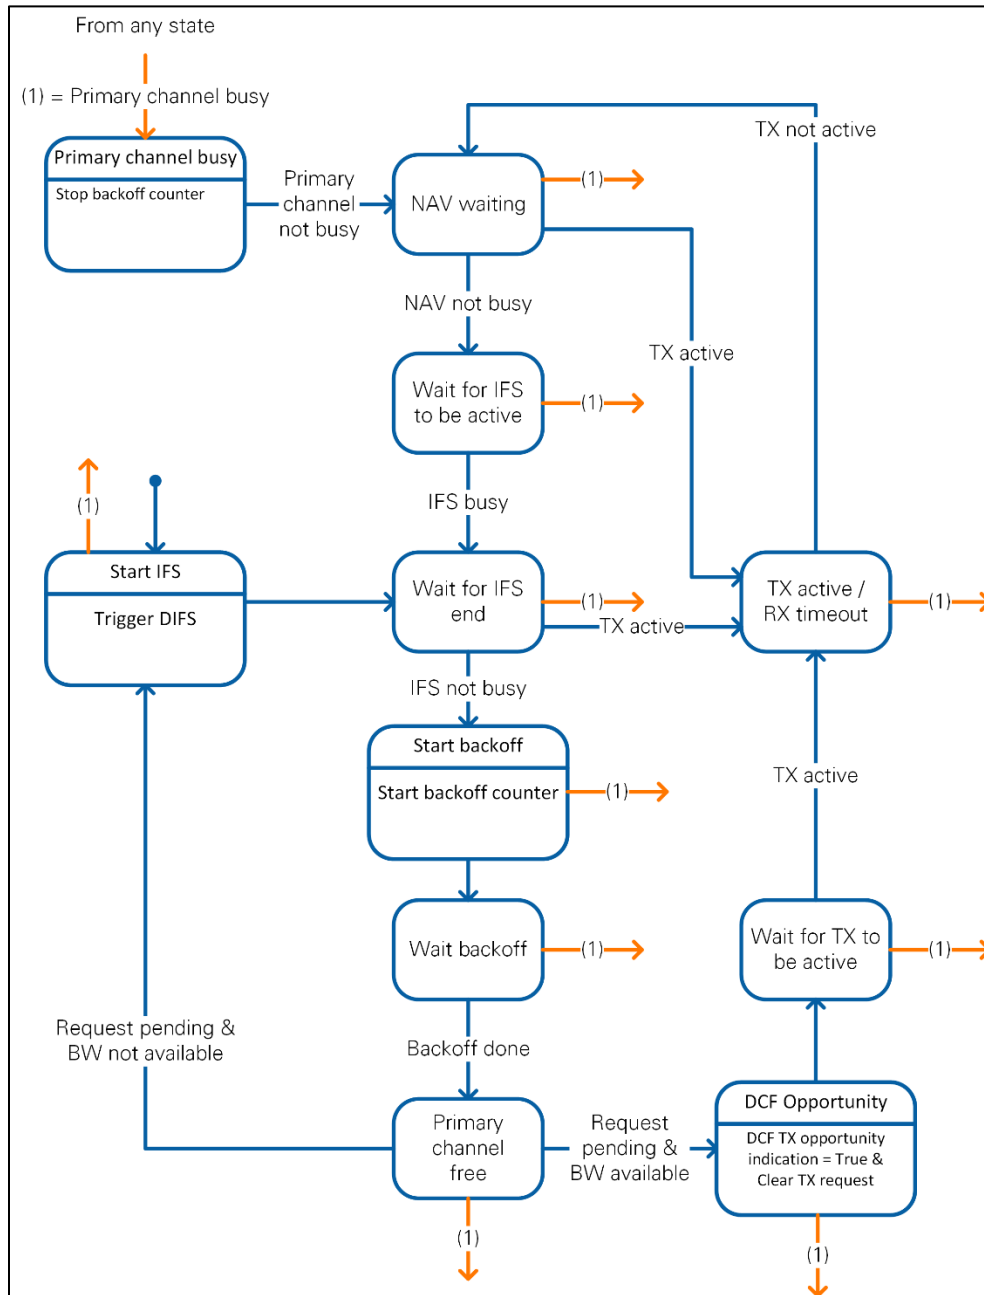 From any state
(1) = Primary channel busy
Primary channel busy
Stop backoff counter
Primary
channel
not busy
NAV waiting
(1)
TX not active
NAV not busy
TX active
Wait for IFS
to be active
(1)
IFS busy
(1)
Start IFS
Trigger DIFS
Wait for IFS
end
(1)
TX active
TX active /
RX timeout
(1)
IFS not busy
Start backoff
Start backoff counter
(1)
TX active
Wait backoff
(1)
Wait for TX to
be active
(1)
Request pending &
BW not available
Backoff done
Primary
channel
free
(1)
Request
pending &
BW available
DCF Opportunity
DCF TX opportunity
indication = True &
Clear TX request
(1)